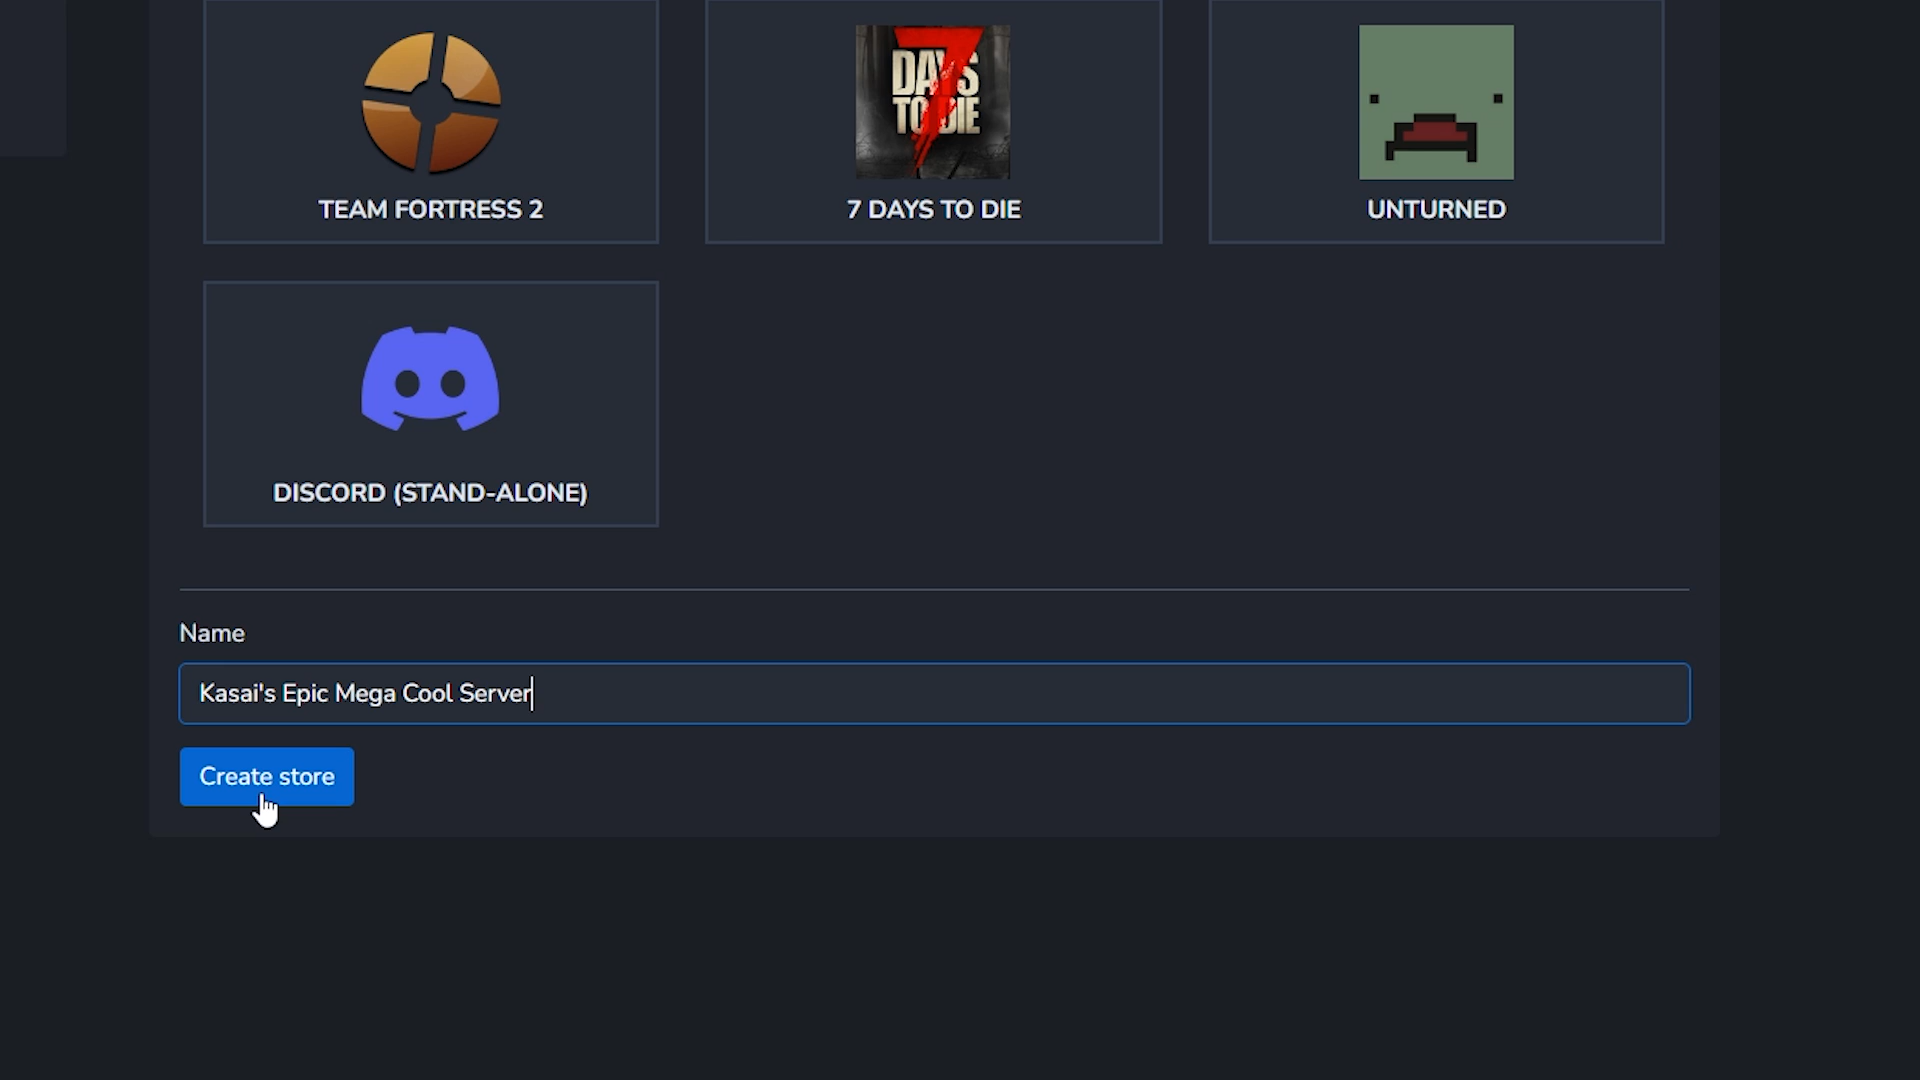 DAYS
TO DIE
7
TEAM FORTRESS 2
7 DAYS TO DIE
UNTURNED
DISCORD (STAND-ALONE)
Name
Kasai's Epic Mega Cool Server
Create store